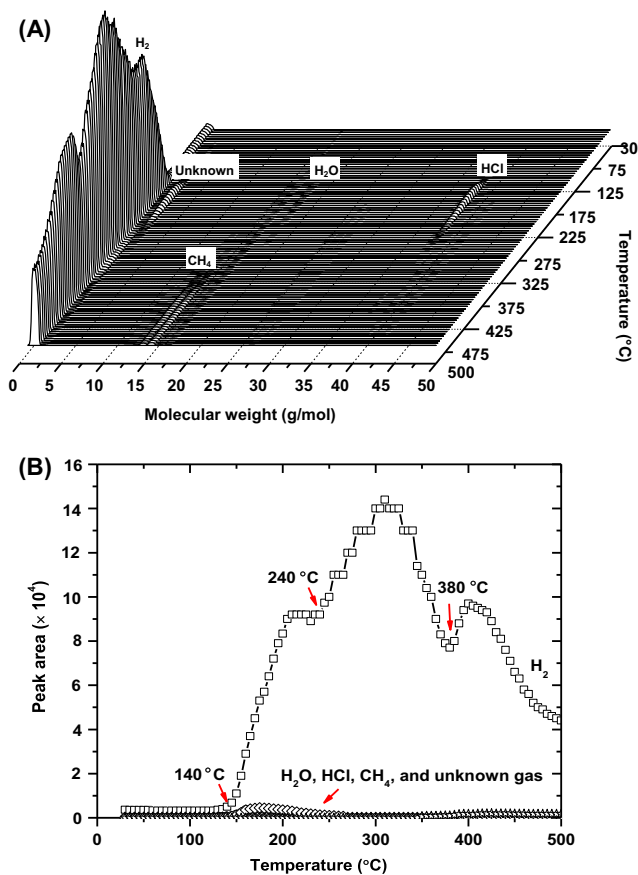 (A)
H₂
Unknown
H₂O
HCl
CH₄
30
75
125
175
225
275
325
375
425
475
500
Temperature (°C)
0 5 10 15 20 25 30 35 40 45 50
Molecular weight (g/mol)
(B)
16
14
12
10
8
6
4
2
0
Peak area (× 10⁴)
240 °C
380 °C
H₂
140 °C
H₂O, HCl, CH₄, and unknown gas
0 100 200 300 400 500
Temperature (°C)